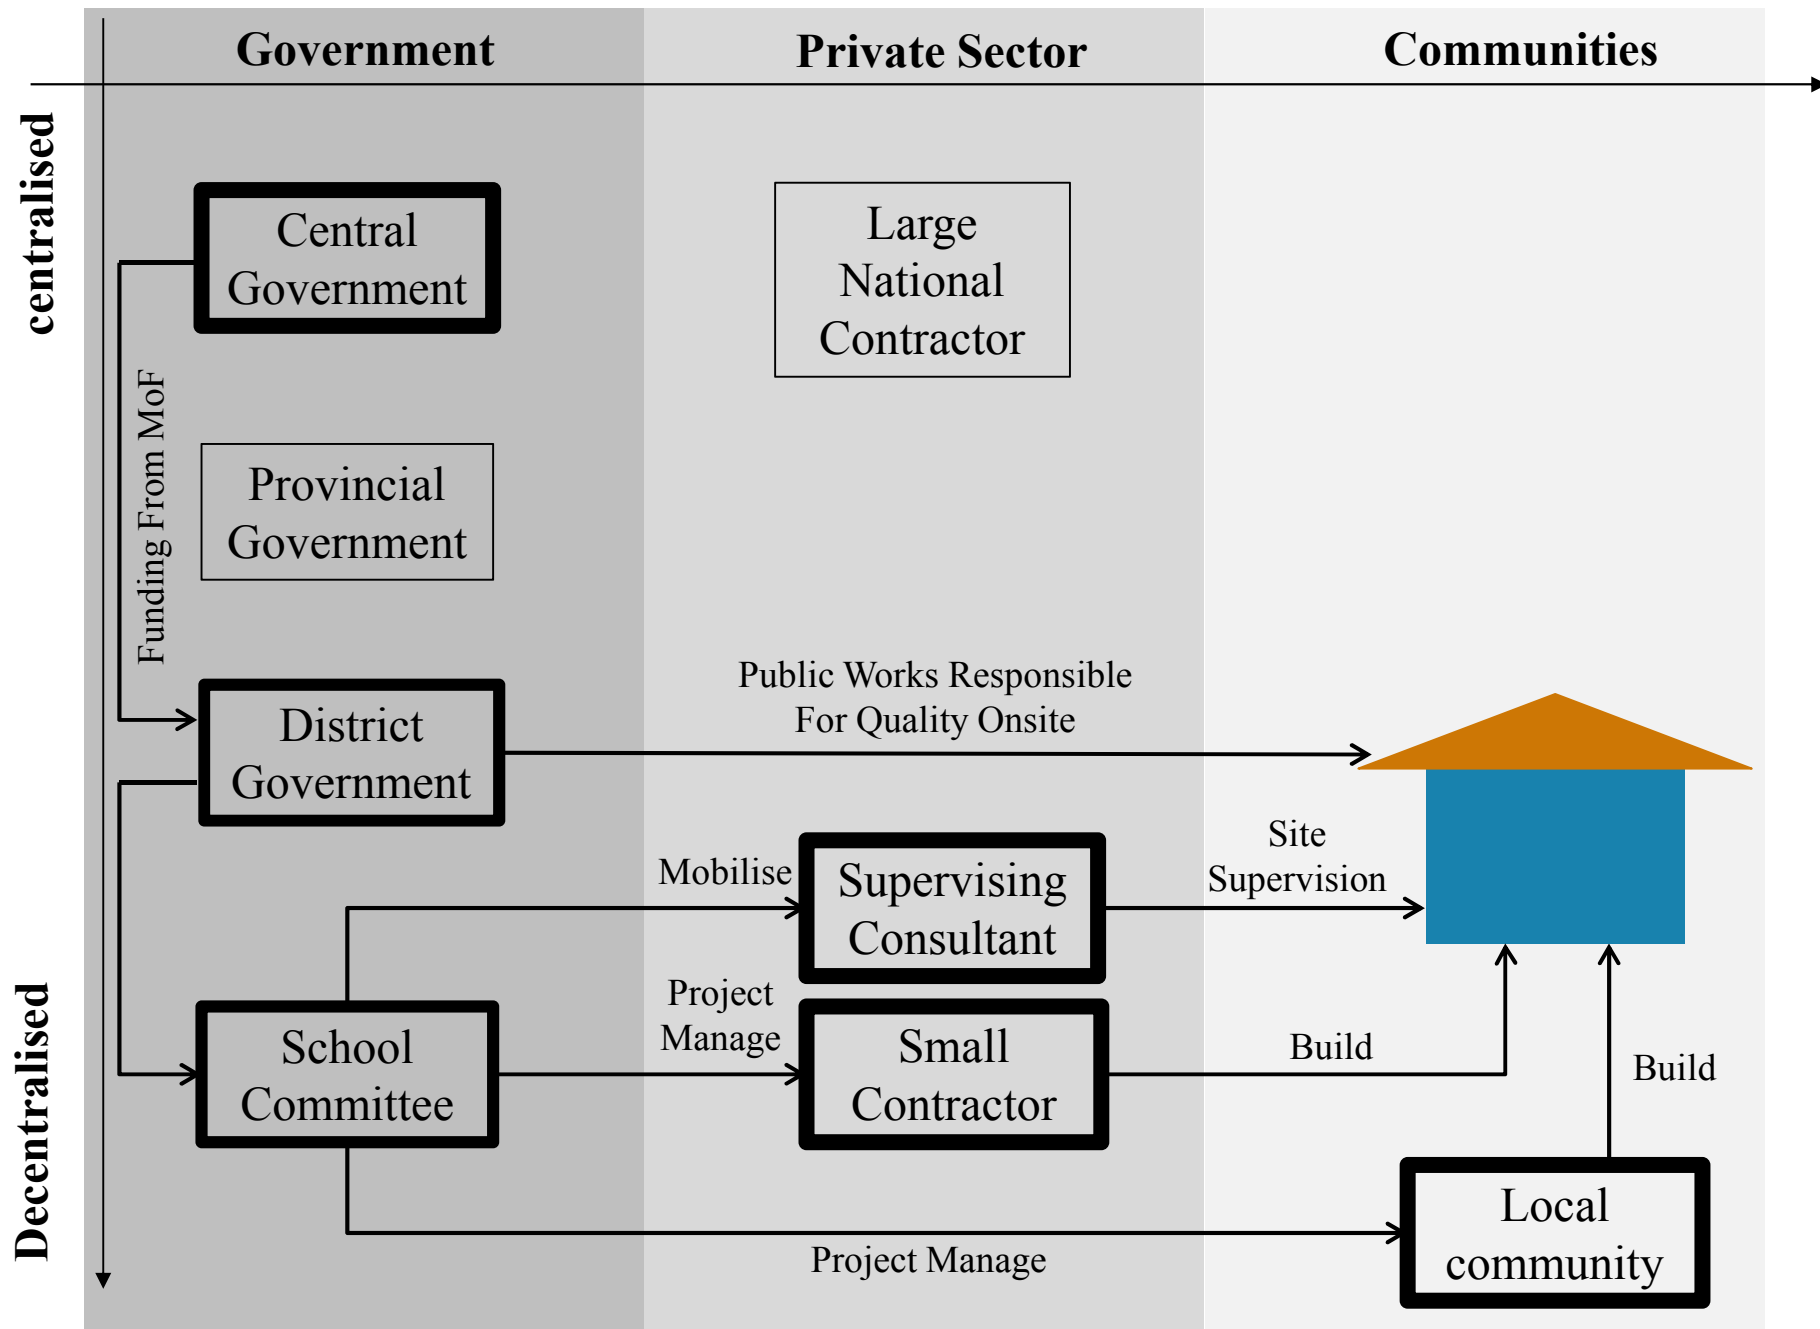 Government
Private Sector
Communities
centralised
Decentralised
Central
Government
Large
National
Contractor
Funding From MoF
Provincial
Government
District
Government
Public Works Responsible
For Quality Onsite
Mobilise
Supervising
Consultant
Site
Supervision
School
Committee
Project
Manage
Small
Contractor
Build
Build
Project Manage
Local
community